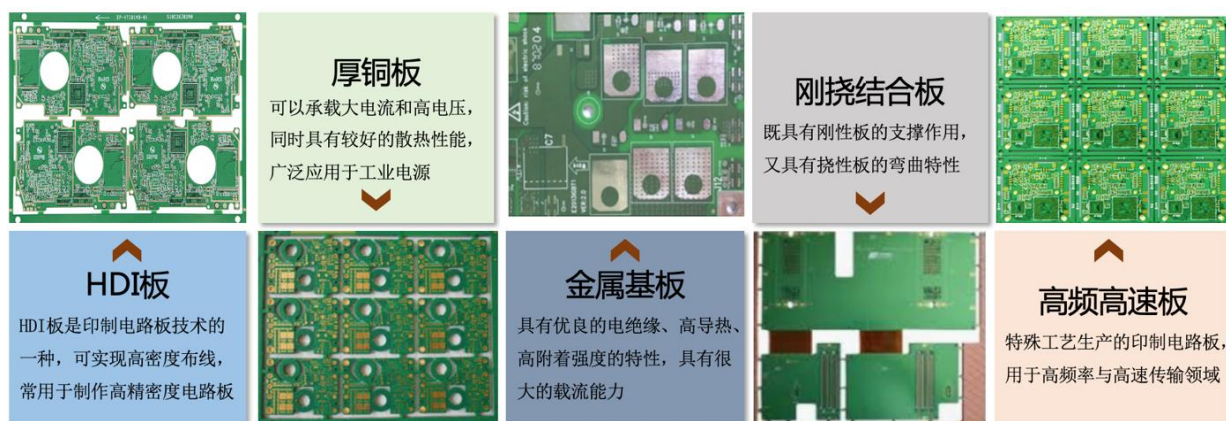 厚铜板
可以承载大电流和高电压,
同时具有较好的散热性能,
广泛应用于工业电源
刚挠结合板
既具有刚性板的支撑作用,
又具有挠性板的弯曲特性
HDI板
HDI板是印制电路板技术的
一种，可实现高密度布线，
常用于制作高精密度电路板
金属基板
具有优良的电绝缘、高导热、
高附着强度的特性，具有很
大的载流能力
高频高速板
特殊工艺生产的印制电路板，
用于高频率与高速传输领域
870204
C7